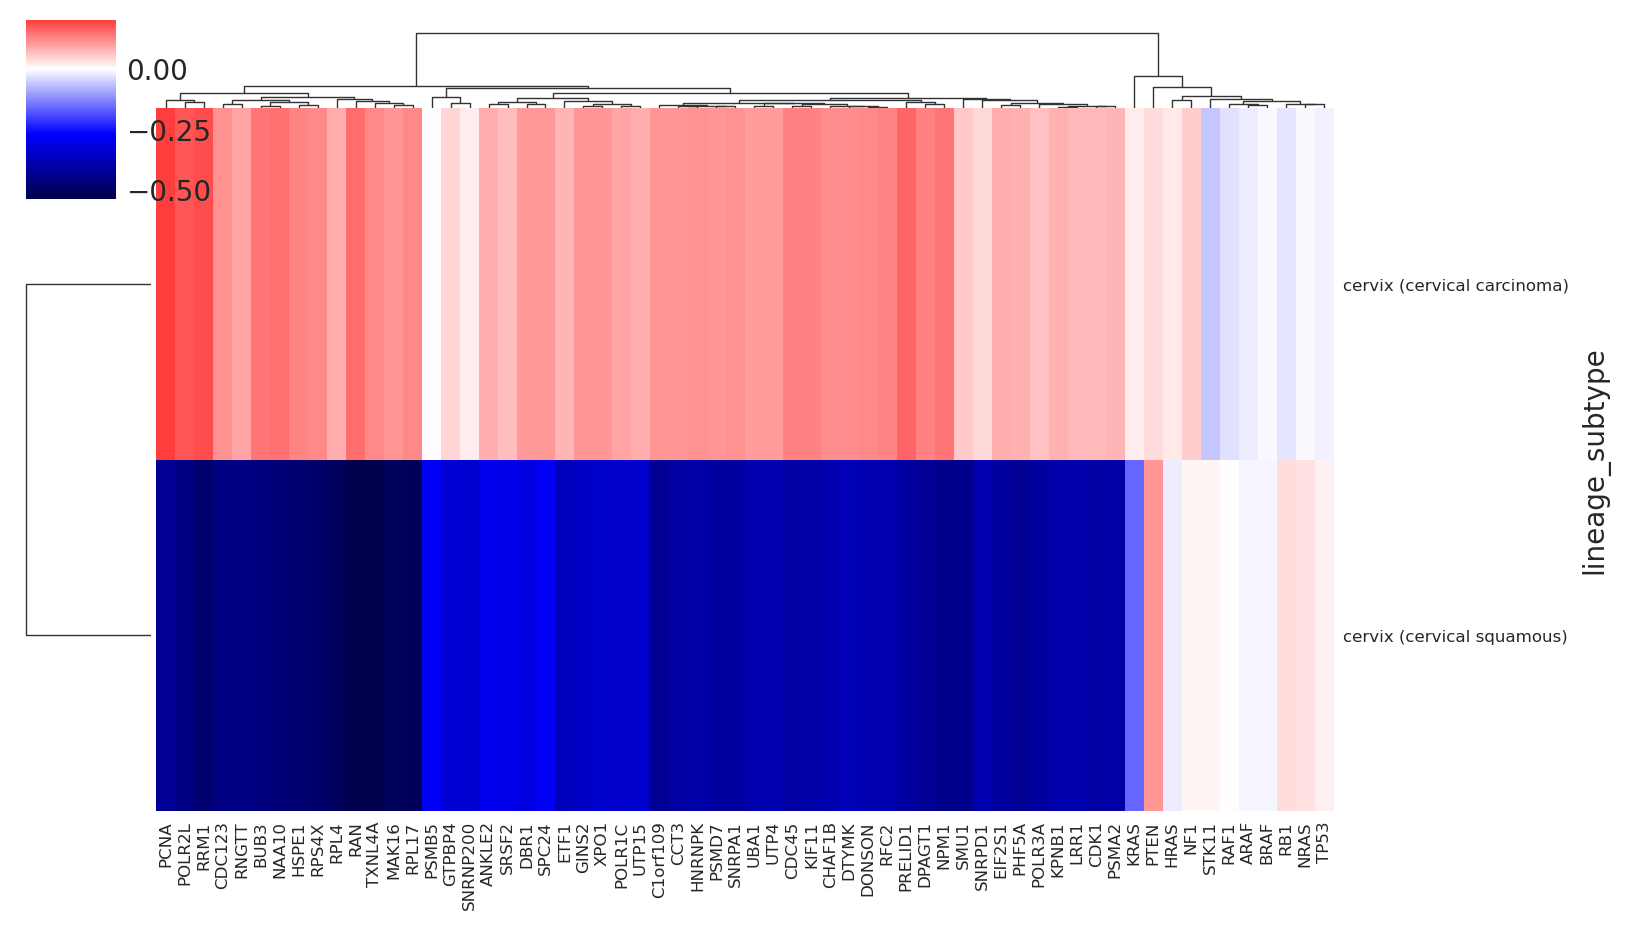 0.00
−0.25
−0.50
cervix (cervical carcinoma)
cervix (cervical squamous)
lineage_subtype
PCNA
POLR2L
RRM1
CDC123
RNGTT
BUB3
NAA10
HSPE1
RPS4X
RPL4
RAN
TXNL4A
MAK16
RPL17
PSMB5
GTPBP4
SNRNP200
ANKLE2
SRSF2
DBR1
SPC24
ETF1
GINS2
XPO1
POLR1C
UTP15
C1orf109
CCT3
HNRNPK
PSMD7
SNRPA1
UBA1
UTP4
CDC45
KIF11
CHAF1B
DTYMK
DONSON
RFC2
PRELID1
DPAGT1
NPM1
SMU1
SNRPD1
EIF2S1
PHF5A
POLR3A
KPNB1
LRR1
CDK1
PSMA2
KRAS
PTEN
HRAS
NF1
STK11
RAF1
ARAF
BRAF
RB1
NRAS
TP53